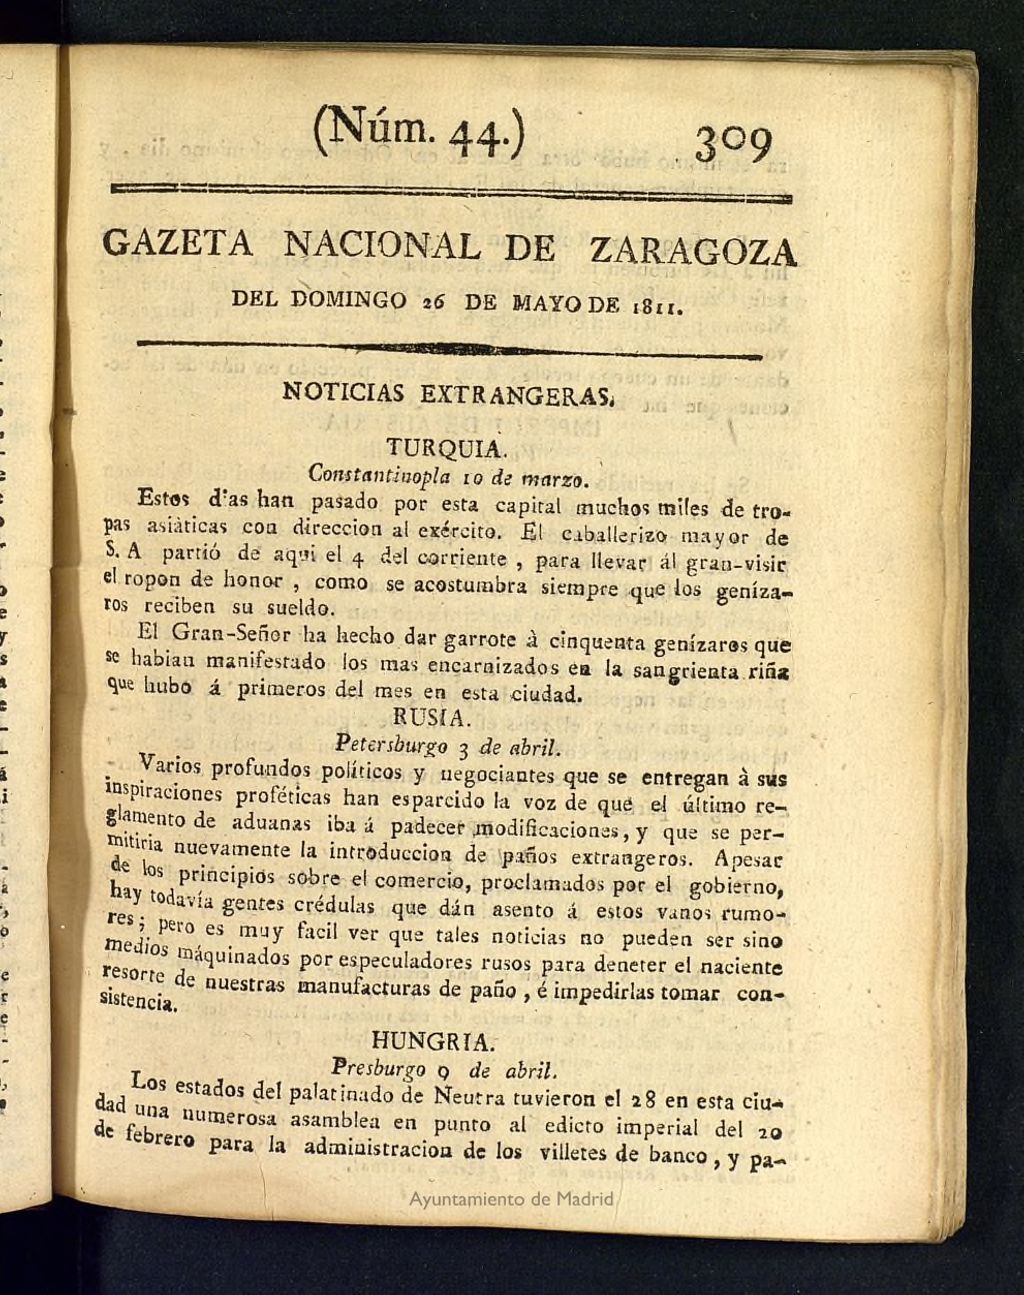 (Núm. 44.) 309
GAZETA NACIONAL DE ZARAGOZA
DEL DOMINGO 26 DE MAYO DE 1811.
NOTICIAS EXTRANGERAS.
TURQUIA.
Constantinopla 10 de marzo.
Estos dias han pasado por esta capital muchos miles de tro-
pas asiáticas con direccion al exército. El caballerizo mayor de
S. A partió de aqui el 4 del corriente, para llevar ál gran-visir
el ropon de honor, como se acostumbra siempre que los geníza-
ros reciben su sueldo.
El Gran-Señor ha hecho dar garrote à cinquenta genízaros que
se habian manifestado los mas encarnizados en la sangrienta riña
que hubo á primeros del mes en esta ciudad.
RUSIA.
Petersburgo 3 de abril.
Varios profundos políticos y negociantes que se entregan à sus
inspiraciones proféticas han esparcido la voz de que el último re-
glamento de aduanas iba á padecer modificaciones, y que se per-
mitiria nuevamente la introduccion de paños extrangeros. Apesar
de los principios sobre el comercio, proclamados por el gobierno,
hay todavía gentes crédulas que dán asento á estos vanos rumo-
res; pero es muy facil ver que tales noticias no pueden ser sino
medios máquinados por especuladores rusos para deneter el naciente
resorte de nuestras manufacturas de paño, é impedirlas tomar con-
sistencia.
HUNGRIA.
Presburgo 9 de abril.
Los estados del palatinado de Neutra tuvieron el 28 en esta ciu-
dad una numerosa asamblea en punto al edicto imperial del 20
de febrero para la administracion de los villetes de banco, y pa-
Ayuntamiento de Madrid